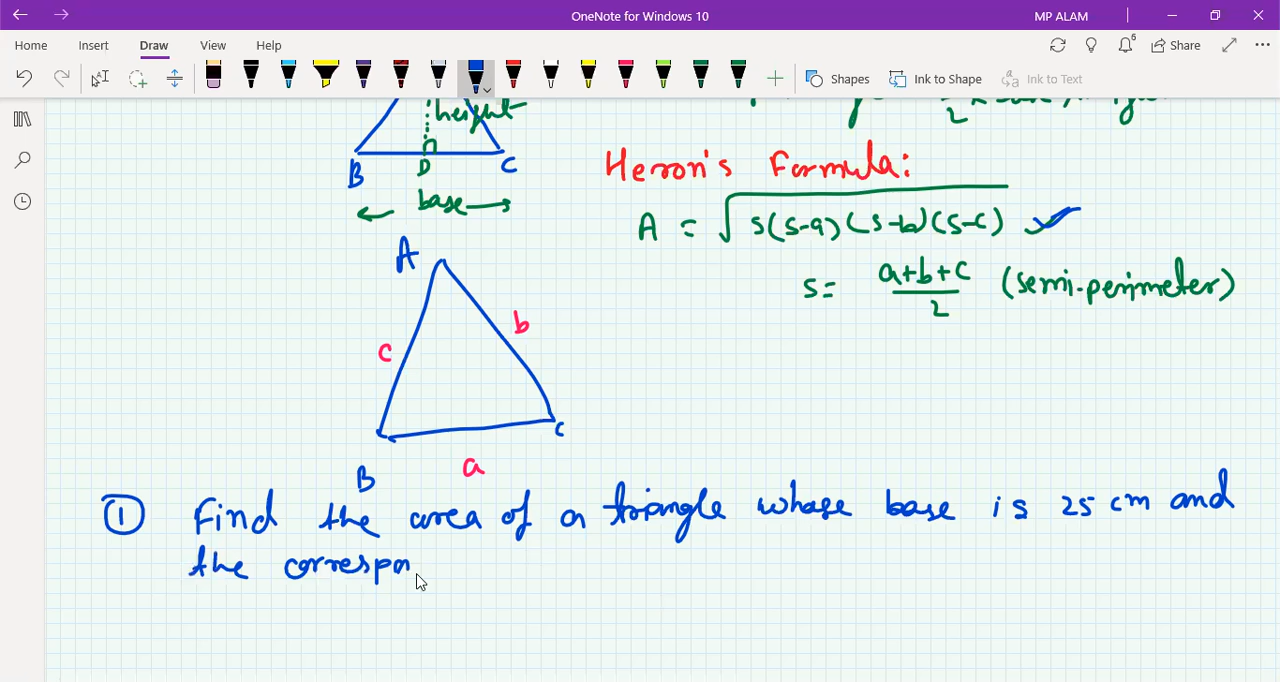 OneNote for Windows 10
MP ALAM
Home Insert Draw View Help
6
Share
Shapes
Ink to Shape
Ink to Text
height
B D C
base
Heron's Formula:
A = √s(s-a)(s-b)(s-c)
s = a+b+c/2 (semi-perimeter)
A
c b
B a C
① Find the area of a triangle whose base is 25 cm and
the correspon